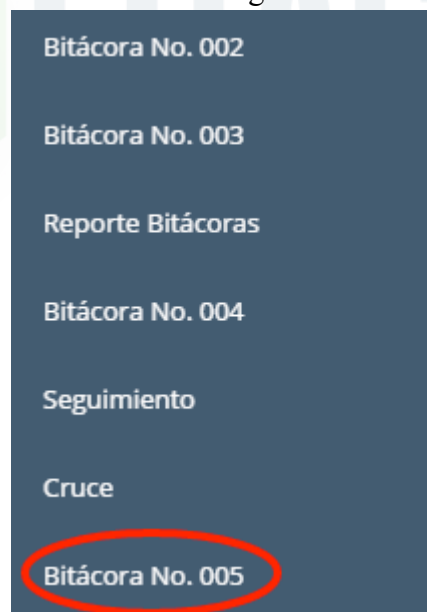 Bitácora No. 002
Bitácora No. 003
Reporte Bitácoras
Bitácora No. 004
Seguimiento
Cruce
Bitácora No. 005